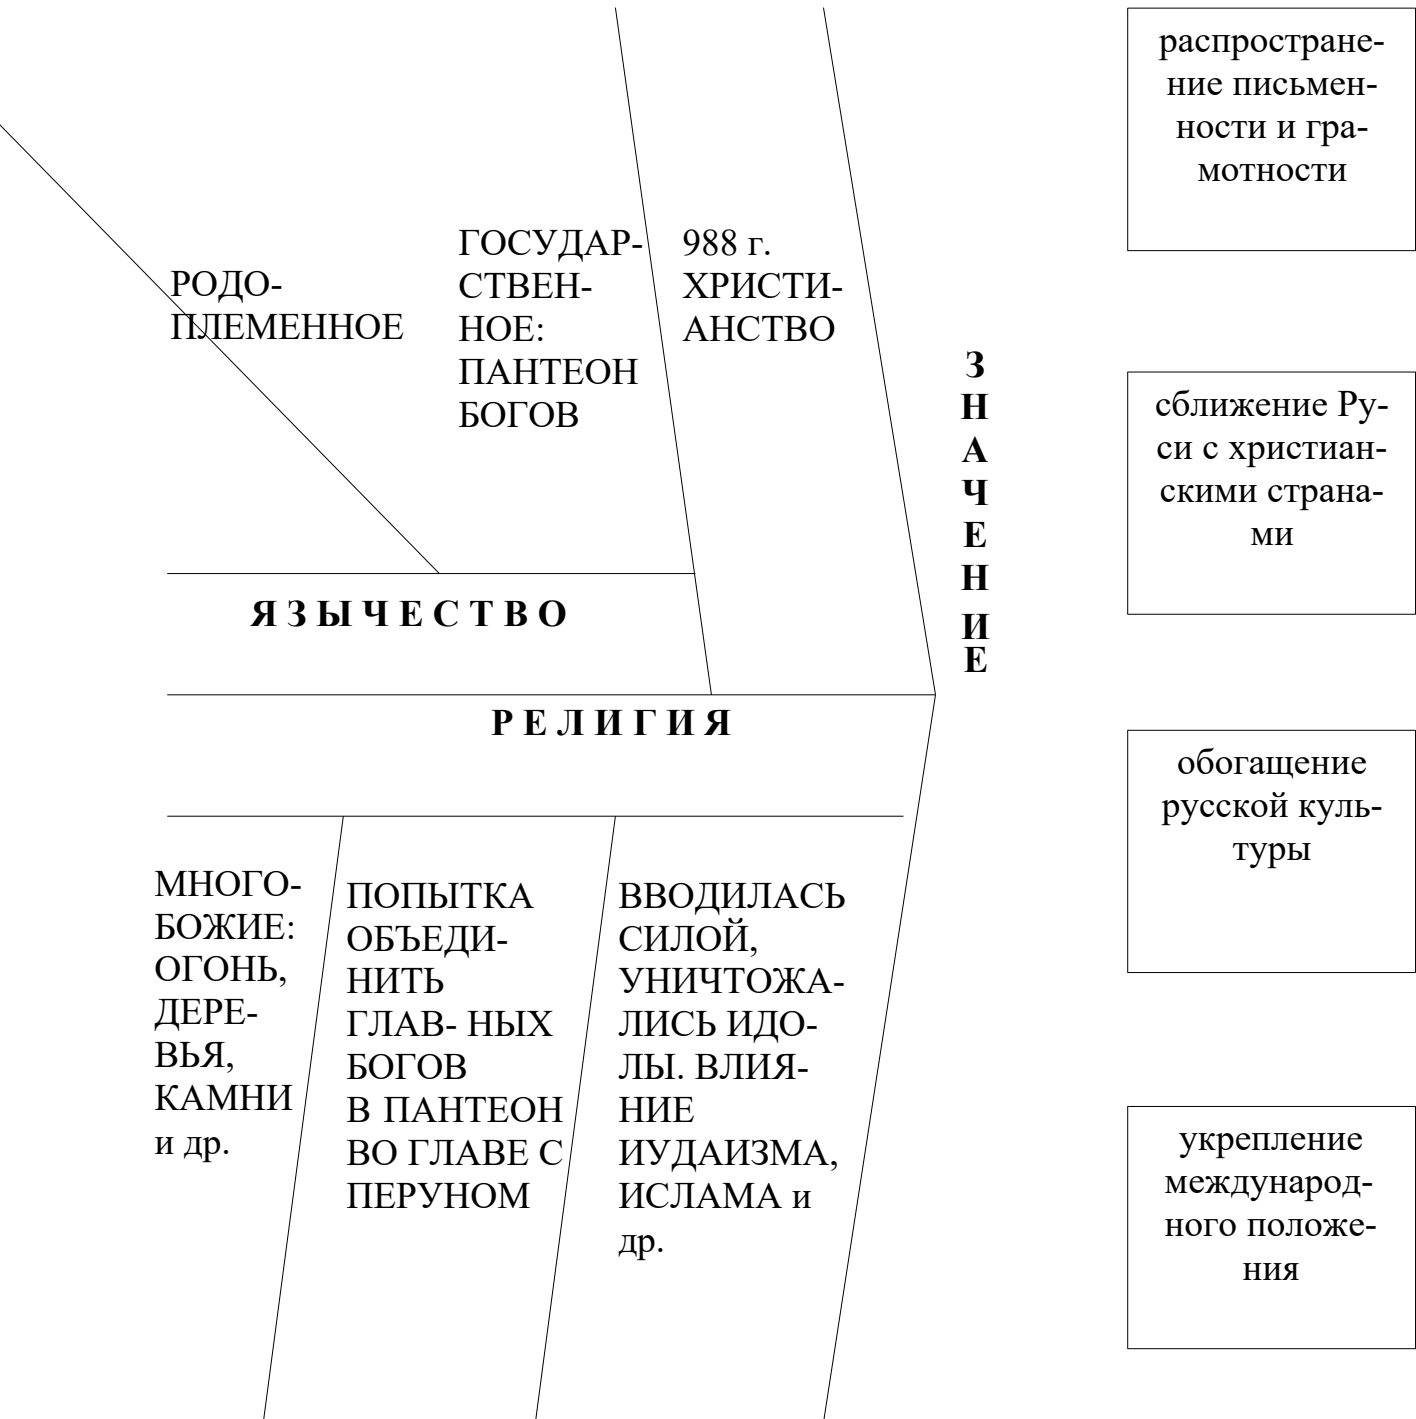 РОДО-
ПЛЕМЕННОЕ
ГОСУДАР-
СТВЕН-
НОЕ:
ПАНТЕОН
БОГОВ
988 г.
ХРИСТИ-
АНСТВО
Я З Ы Ч Е С Т В О
Р Е Л И Г И Я
МНОГО-
БОЖИЕ:
ОГОНЬ,
ДЕРЕ-
ВЬЯ,
КАМНИ
и др.
ПОПЫТКА
ОБЪЕДИ-
НИТЬ
ГЛАВ- НЫХ
БОГОВ
В ПАНТЕОН
ВО ГЛАВЕ С
ПЕРУНОМ
ВВОДИЛАСЬ
СИЛОЙ,
УНИЧТОЖА-
ЛИСЬ ИДО-
ЛЫ. ВЛИЯ-
НИЕ
ИУДАИЗМА,
ИСЛАМА и
др.
З
Н
А
Ч
Е
Н
И
Е
распростране-
ние письмен-
ности и гра-
мотности
сближение Ру-
си с христиан-
скими страна-
ми
обогащение
русской куль-
туры
укрепление
международ-
ного положе-
ния